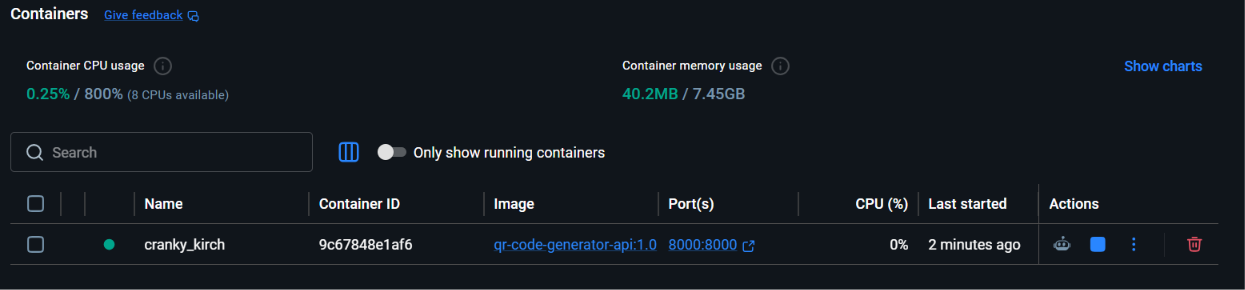 Containers Give feedback
Container CPU usage
0.25% / 800% (8 CPUs available)
Container memory usage
40.2MB / 7.45GB
Show charts
Search
Only show running containers
Name Container ID Image Port(s) CPU (%) Last started Actions
cranky_kirch 9c67848e1af6 qr-code-generator-api:1.0 8000:8000 0% 2 minutes ago